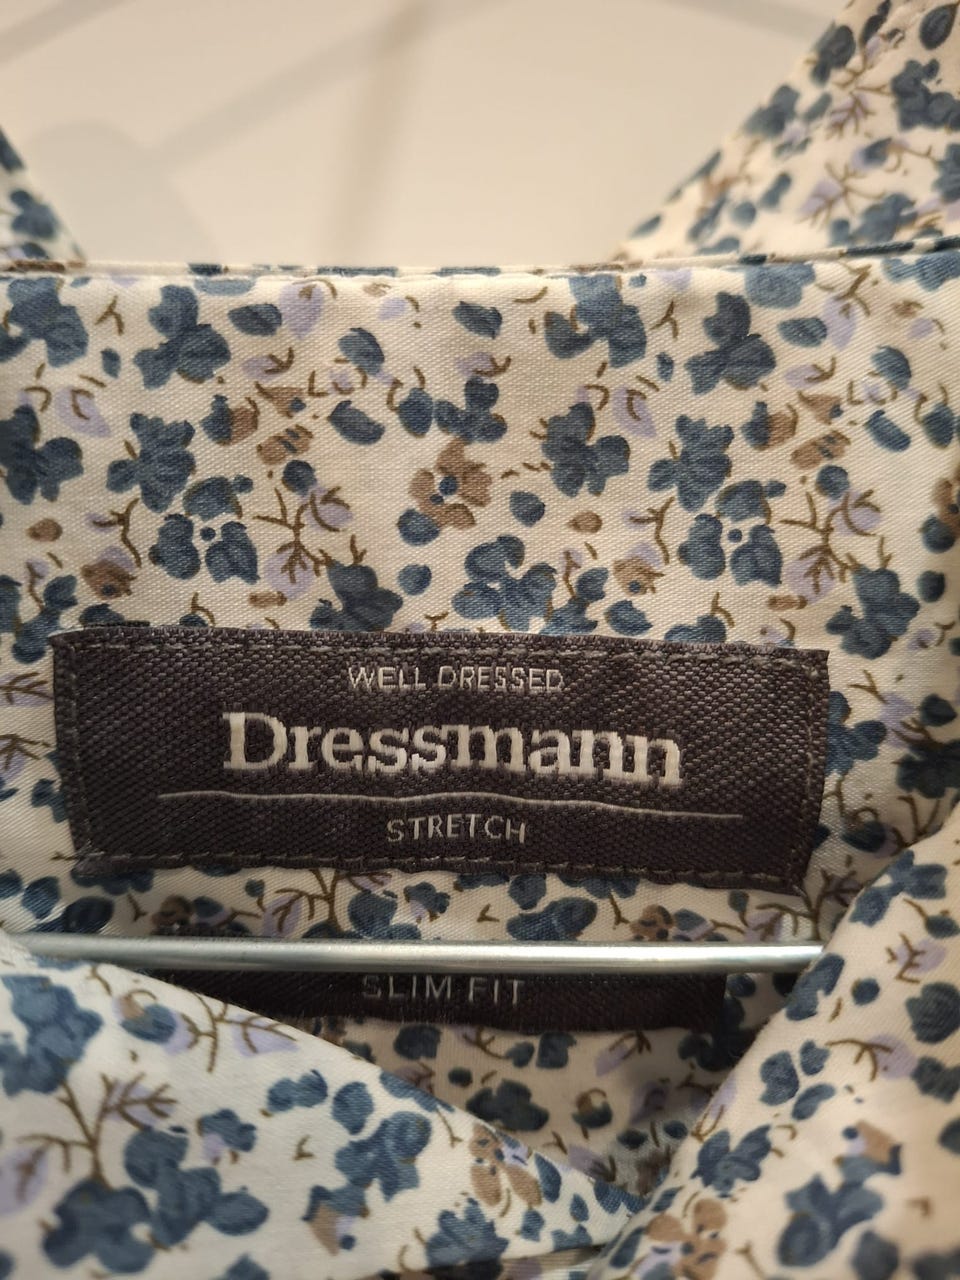 WELL DRESSED
Dressmann
STRETCH
SLIM FIT